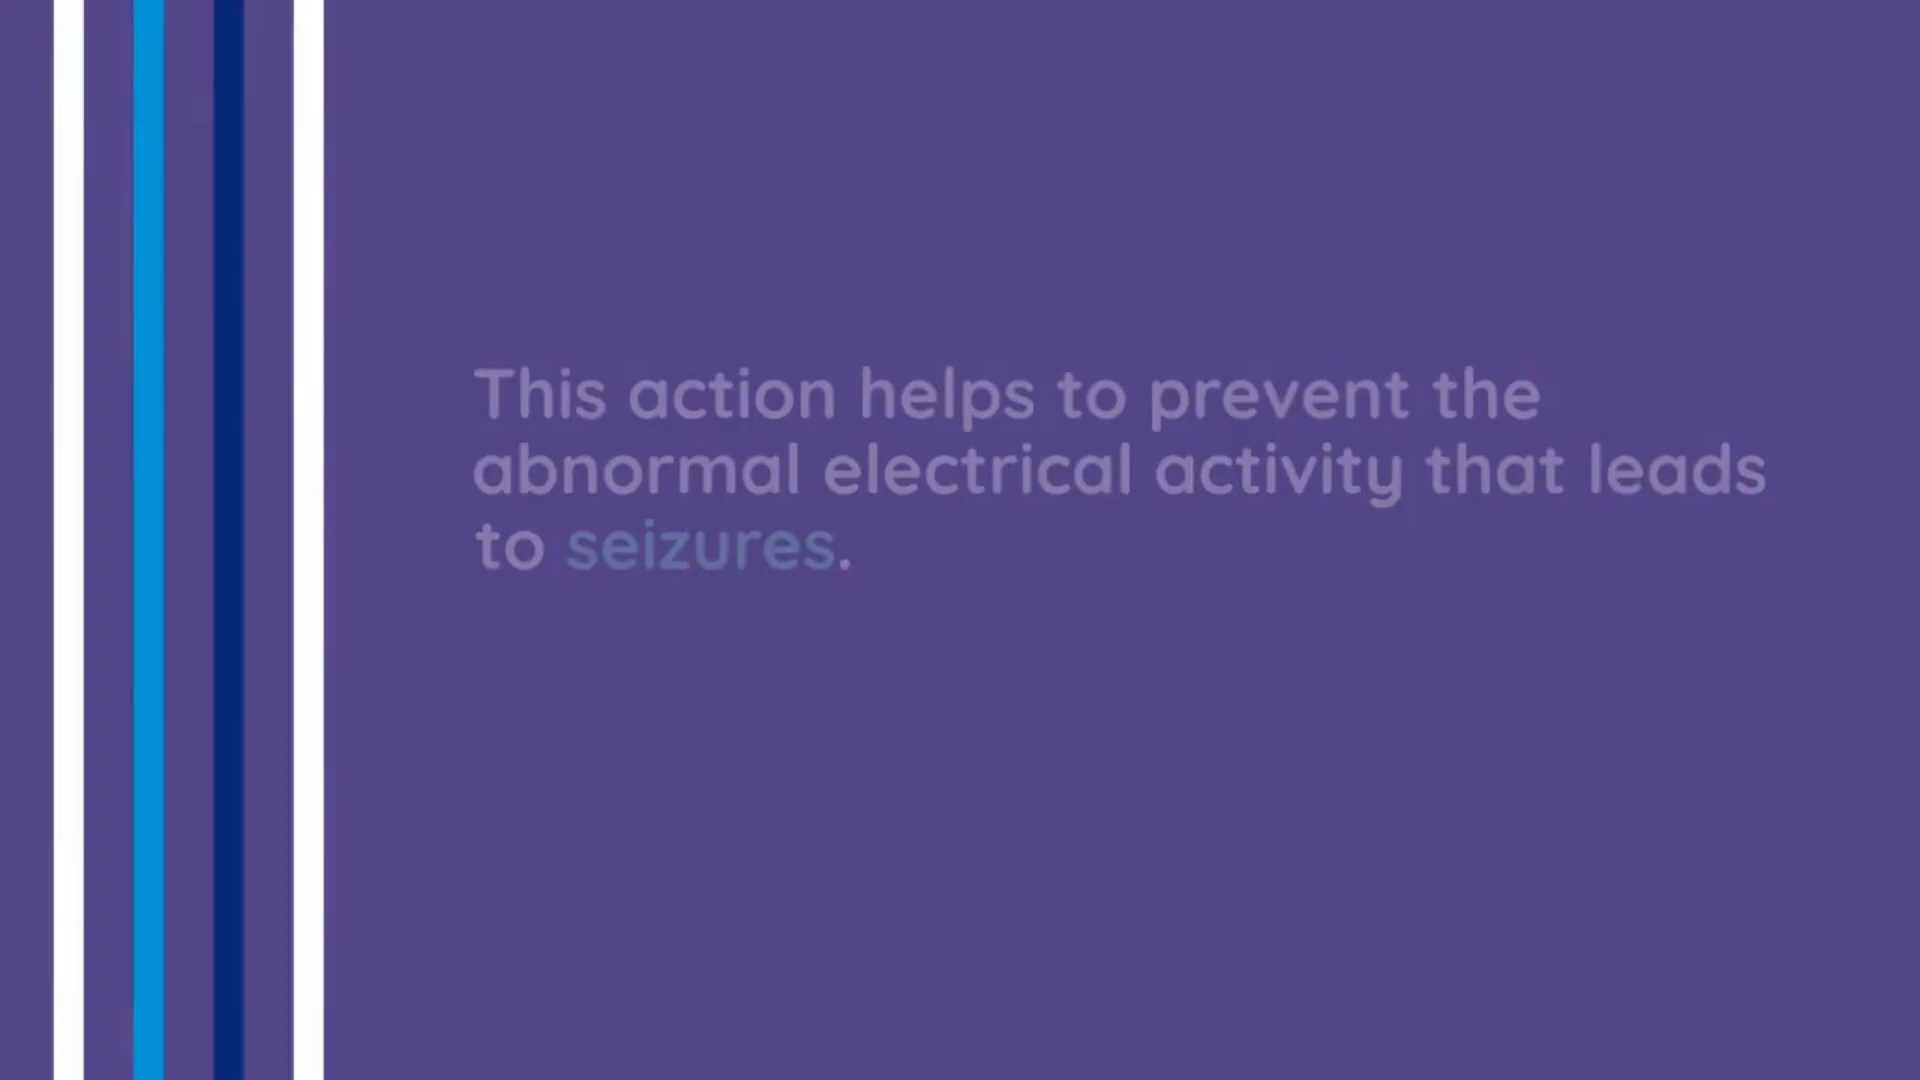 This action helps to prevent the
abnormal electrical activity that leads
to seizures.